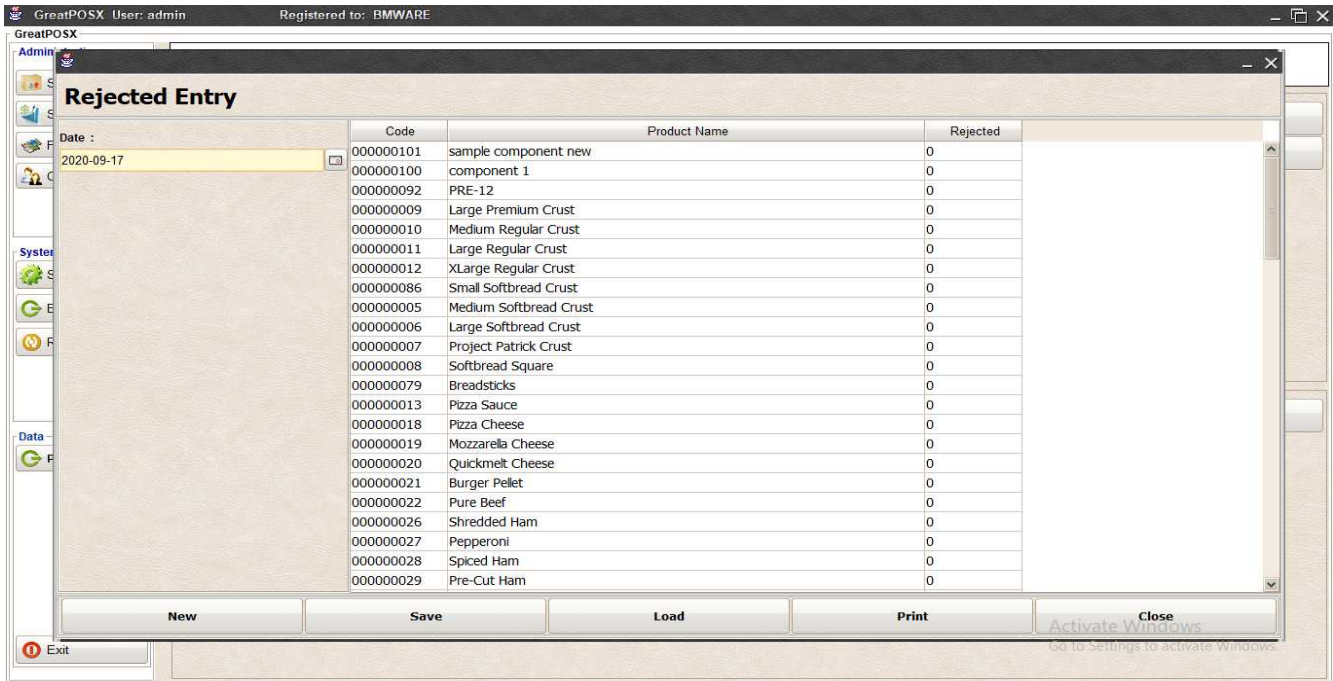 GreatPOSX User: admin Registered to: BMWARE
GreatPOSX
Admin
Rejected Entry
Date :
2020-09-17
Code Product Name Rejected
000000101 sample component new 0
000000100 component 1 0
000000092 PRE-12 0
000000009 Large Premium Crust 0
000000010 Medium Regular Crust 0
000000011 Large Regular Crust 0
000000012 XLarge Regular Crust 0
000000086 Small Softbread Crust 0
000000005 Medium Softbread Crust 0
000000006 Large Softbread Crust 0
000000007 Project Patrick Crust 0
000000008 Softbread Square 0
000000079 Breadsticks 0
000000013 Pizza Sauce 0
000000018 Pizza Cheese 0
000000019 Mozzarella Cheese 0
000000020 Quickmelt Cheese 0
000000021 Burger Pellet 0
000000022 Pure Beef 0
000000026 Shredded Ham 0
000000027 Pepperoni 0
000000028 Spiced Ham 0
000000029 Pre-Cut Ham 0
Syster
Data
New Save Load Print Close
Activate Windows
Go to Settings to activate Windows.
Exit